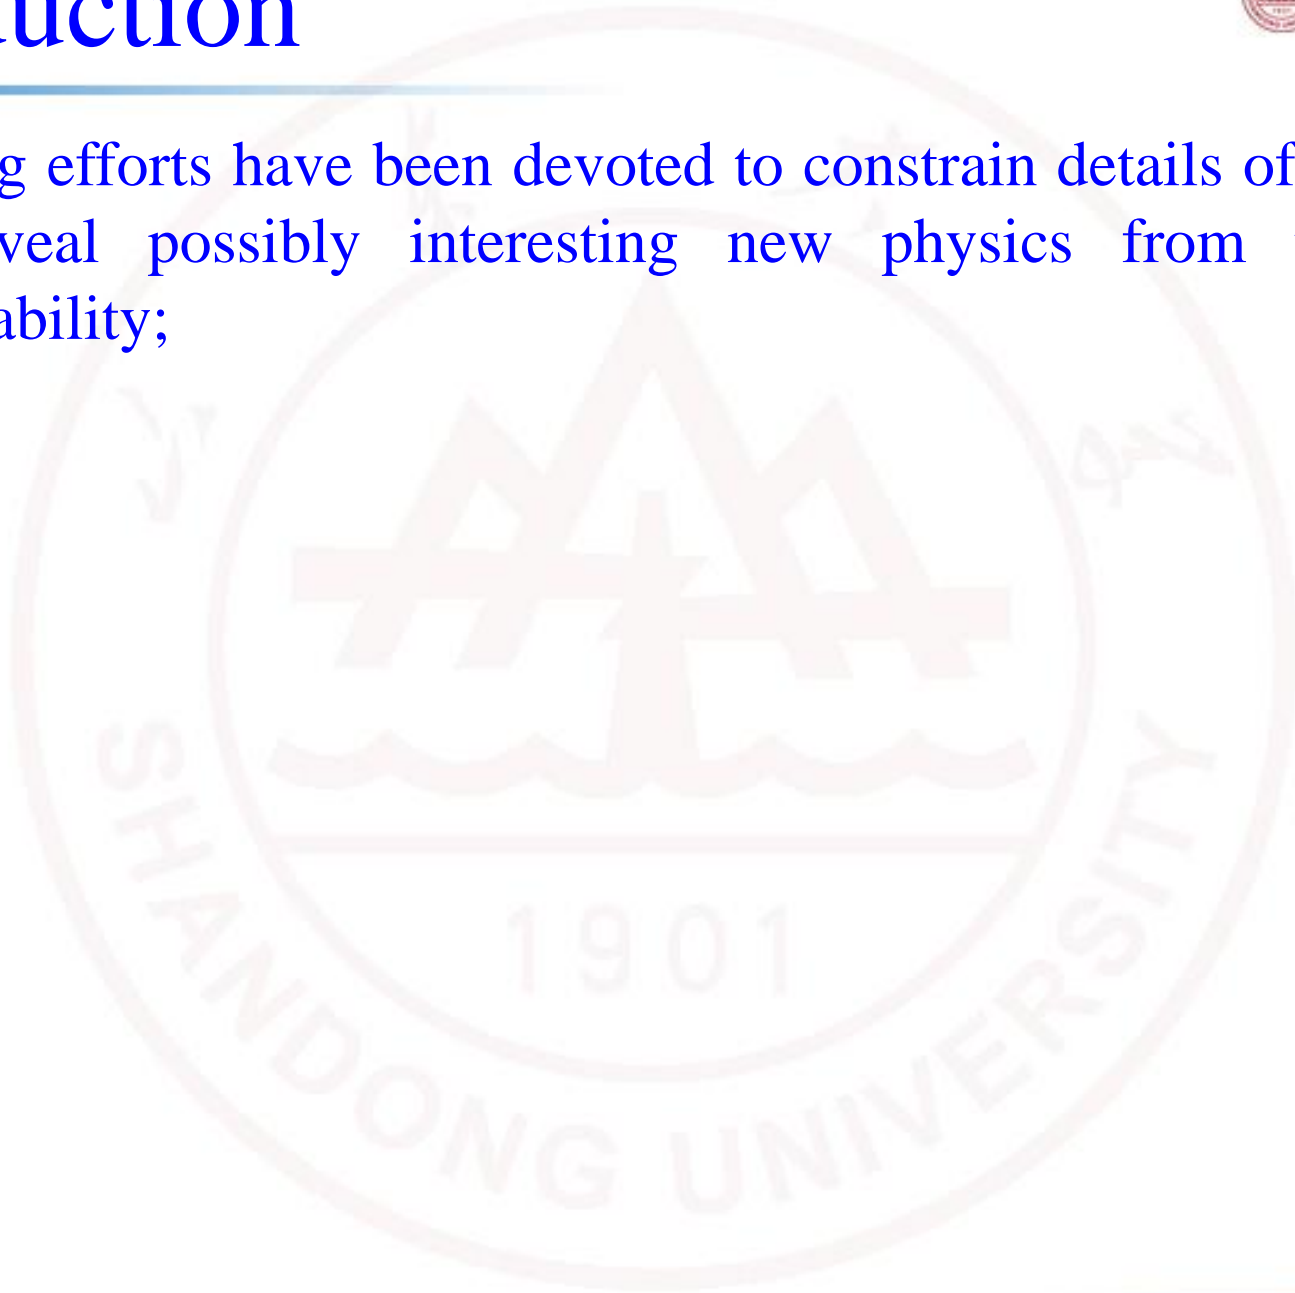 uction
g efforts have been devoted to constrain details of
veal possibly interesting new physics from
ability;
1901
SHANDONG UNIVERSITY